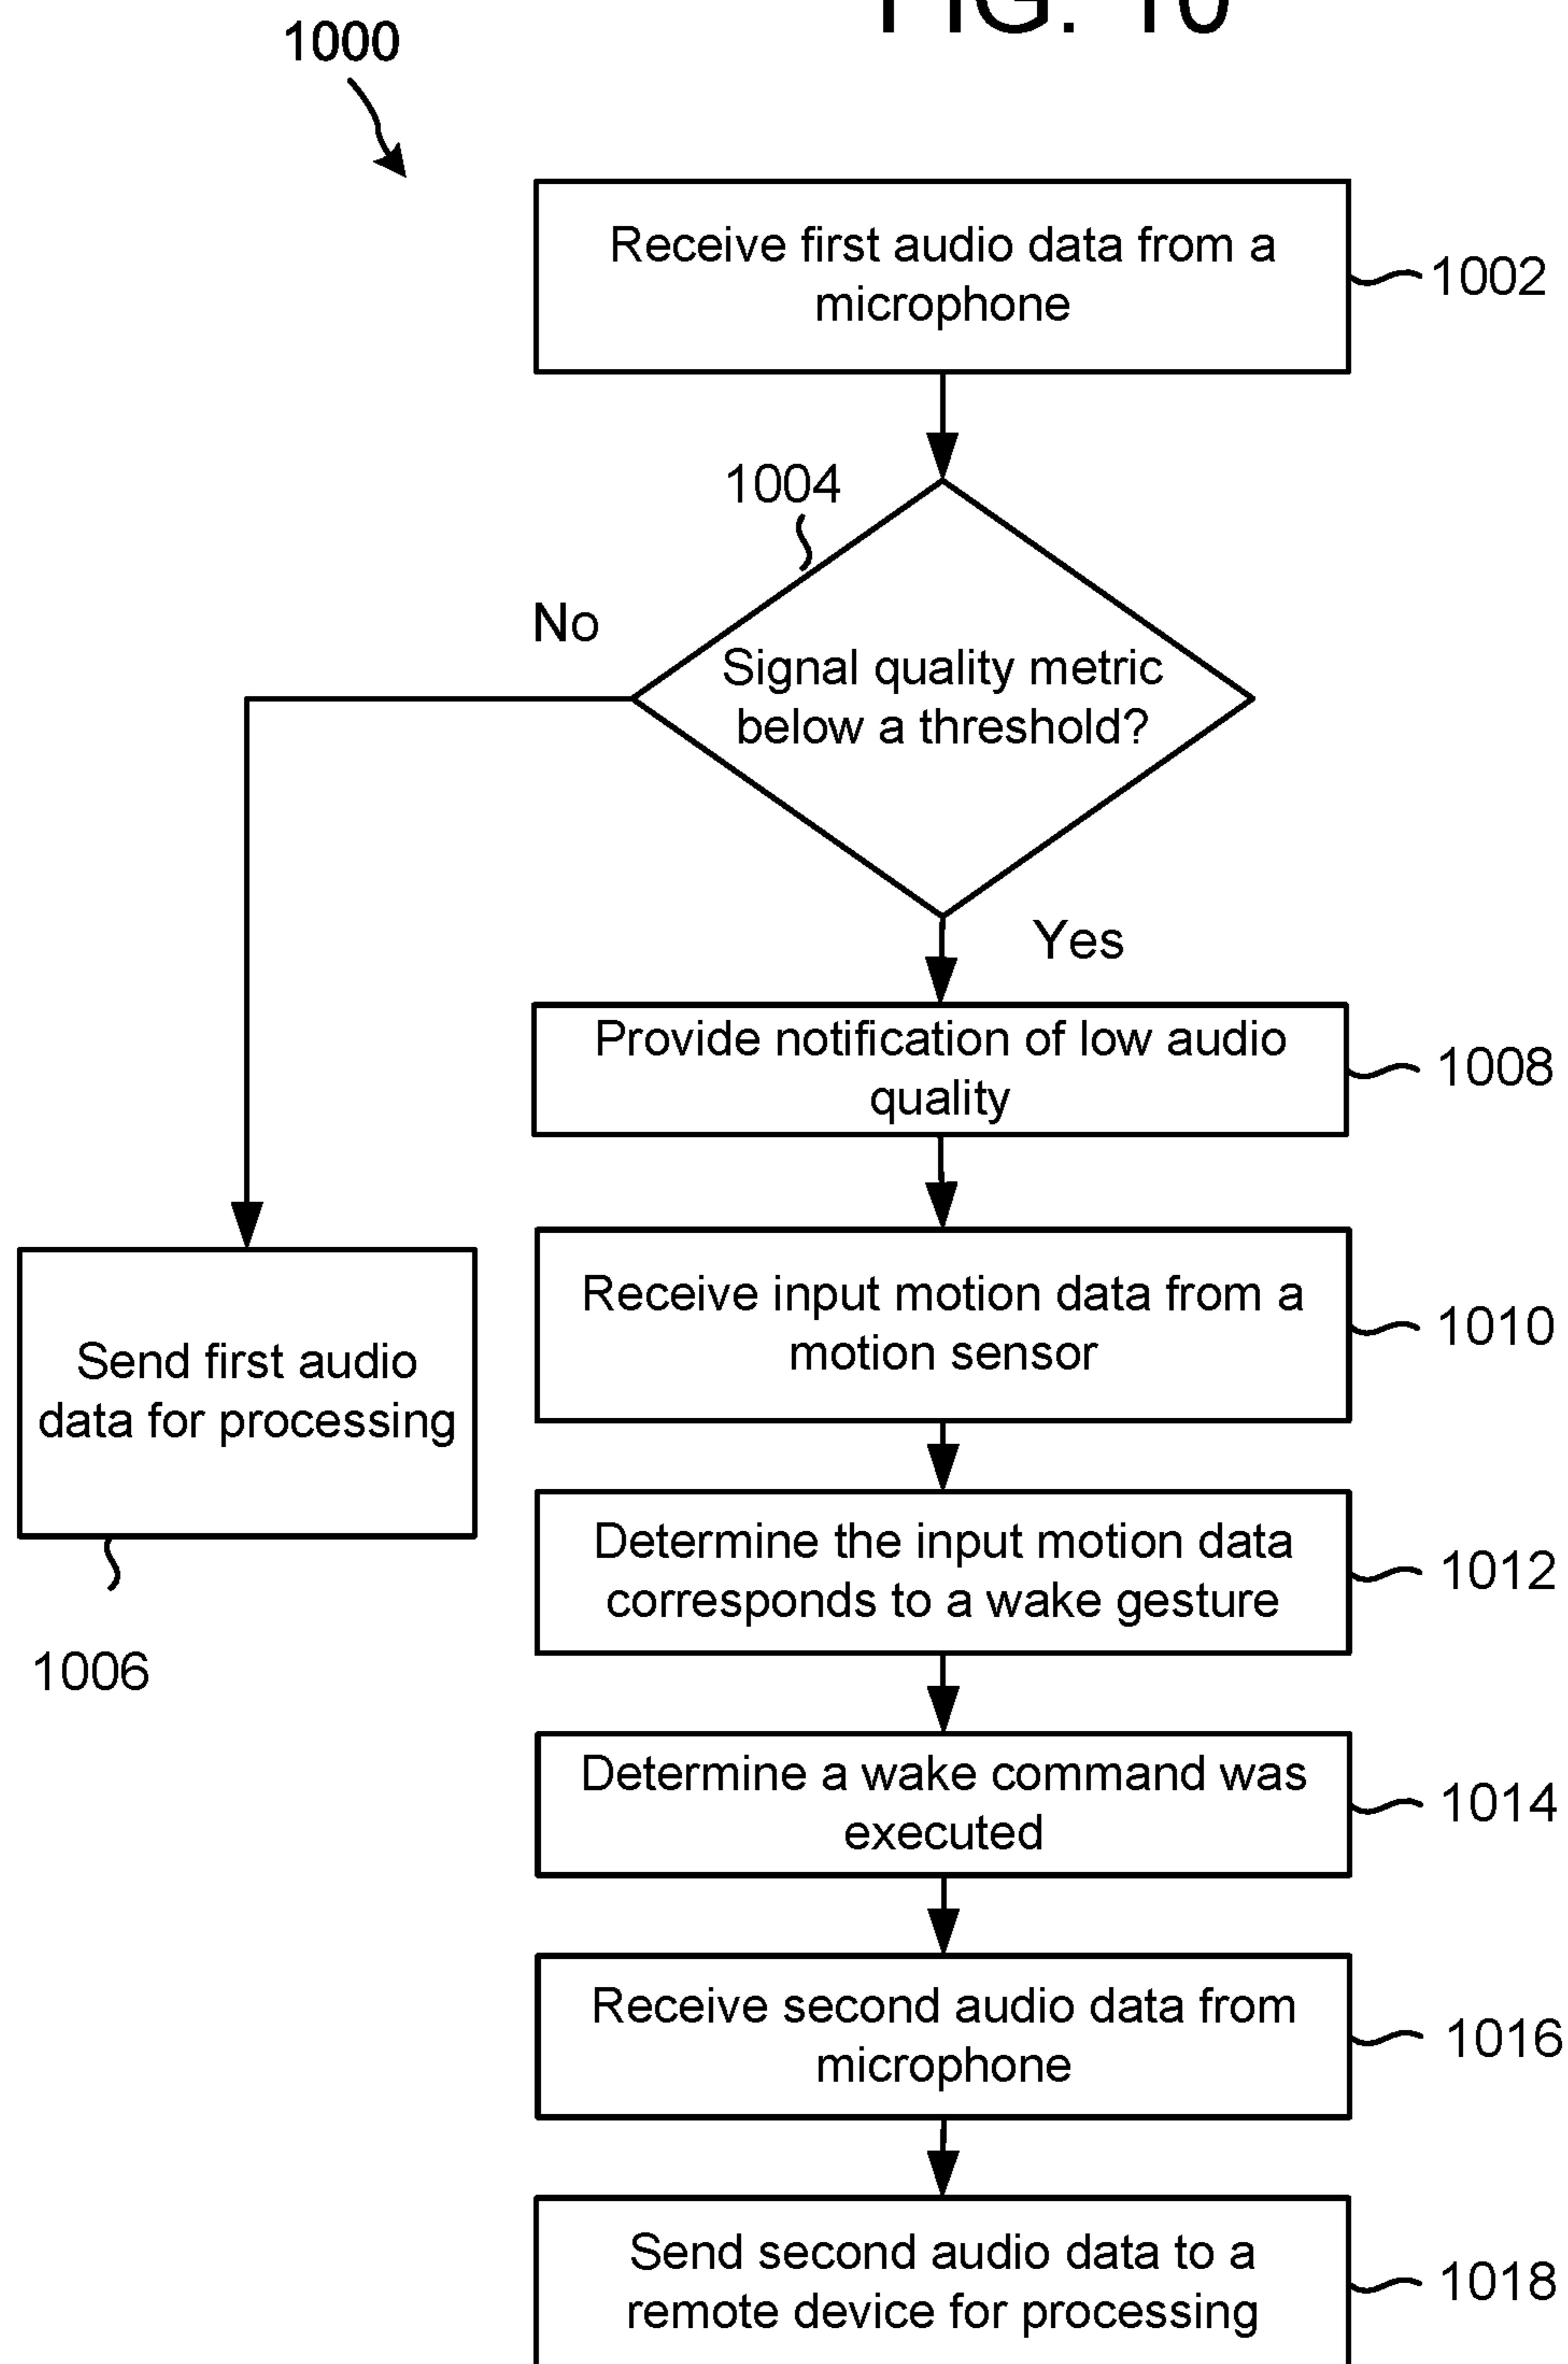 FIG. 10
1000
Receive first audio data from a
microphone
1002
1004
No
Signal quality metric
below a threshold?
Yes
Provide notification of low audio
quality
1008
Receive input motion data from a
motion sensor
1010
Send first audio
data for processing
1006
Determine the input motion data
corresponds to a wake gesture
1012
Determine a wake command was
executed
1014
Receive second audio data from
microphone
1016
Send second audio data to a
remote device for processing
1018